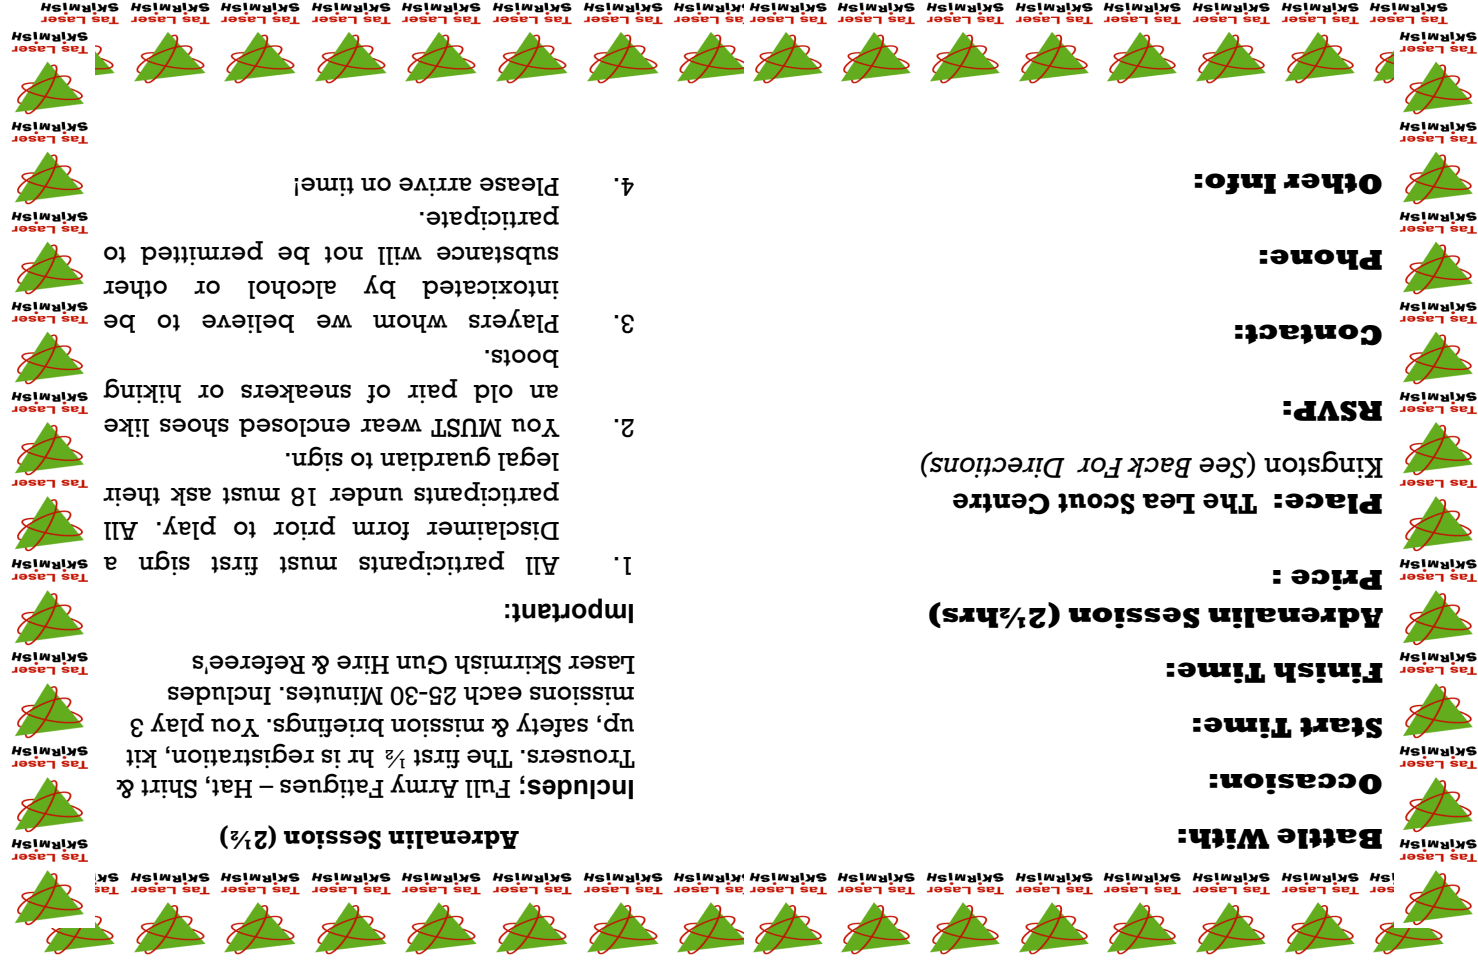 Battle With:
Occasion:
Start Time:
Finish Time:
Adrenalin Session (2½hrs)
Price :
Place: The Lea Scout Centre
Kingston (See Back For Directions)
RSVP:
Contact:
Phone:
Other Info:
Adrenalin Session (2½)
Includes; Full Army Fatigues – Hat, Shirt &
Trousers. The first ½ hr is registration, kit
up, safety & mission briefings. You play 3
missions each 25-30 Minutes. Includes
Laser Skirmish Gun Hire & Referee's
Important:
1. All participants must first sign a
Disclaimer form prior to play. All
participants under 18 must ask their
legal guardian to sign.
2. You MUST wear enclosed shoes like
an old pair of sneakers or hiking
boots.
3. Players whom we believe to be
intoxicated by alcohol or other
substance will not be permitted to
participate.
4. Please arrive on time!
Tas Laser
SKiRMiSH